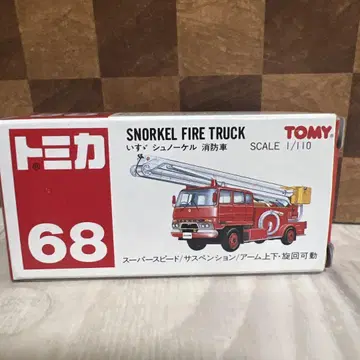 SNORKEL FIRE TRUCK
TOMY
いすゞ シュノーケル 消防車
SCALE 1/110
トミカ
68
スーパースピード/サスペンション/アーム上下・旋回可動